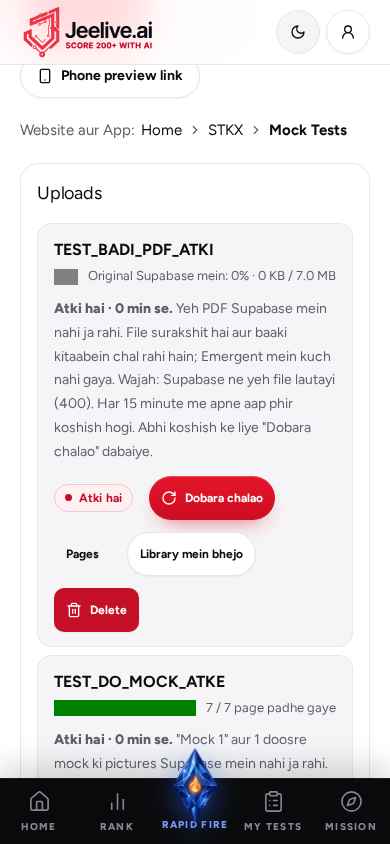 Jeelive.ai
SCORE 200+ WITH AI
Phone preview link
Website aur App: Home > STKX > Mock Tests
Uploads
TEST_BADI_PDF_ATKI
Original Supabase mein: 0% · 0 KB / 7.0 MB
Atki hai · 0 min se. Yeh PDF Supabase mein
nahi ja rahi. File surakshit hai aur baaki
kitaabein chal rahi hain; Emergent mein kuch
nahi gaya. Wajah: Supabase ne yeh file lautayi
(400). Har 15 minute me apne aap phir
koshish hogi. Abhi koshish ke liye "Dobara
chalao" dabaiye.
Atki hai
Dobara chalao
Pages
Library mein bhejo
Delete
TEST_DO_MOCK_ATKE
7 / 7 page padhe gaye
Atki hai · 0 min se. "Mock 1" aur 1 doosre
mock ki pictures Supabase mein nahi ja rahi.
HOME
RANK
RAPID FIRE
MY TESTS
MISSION